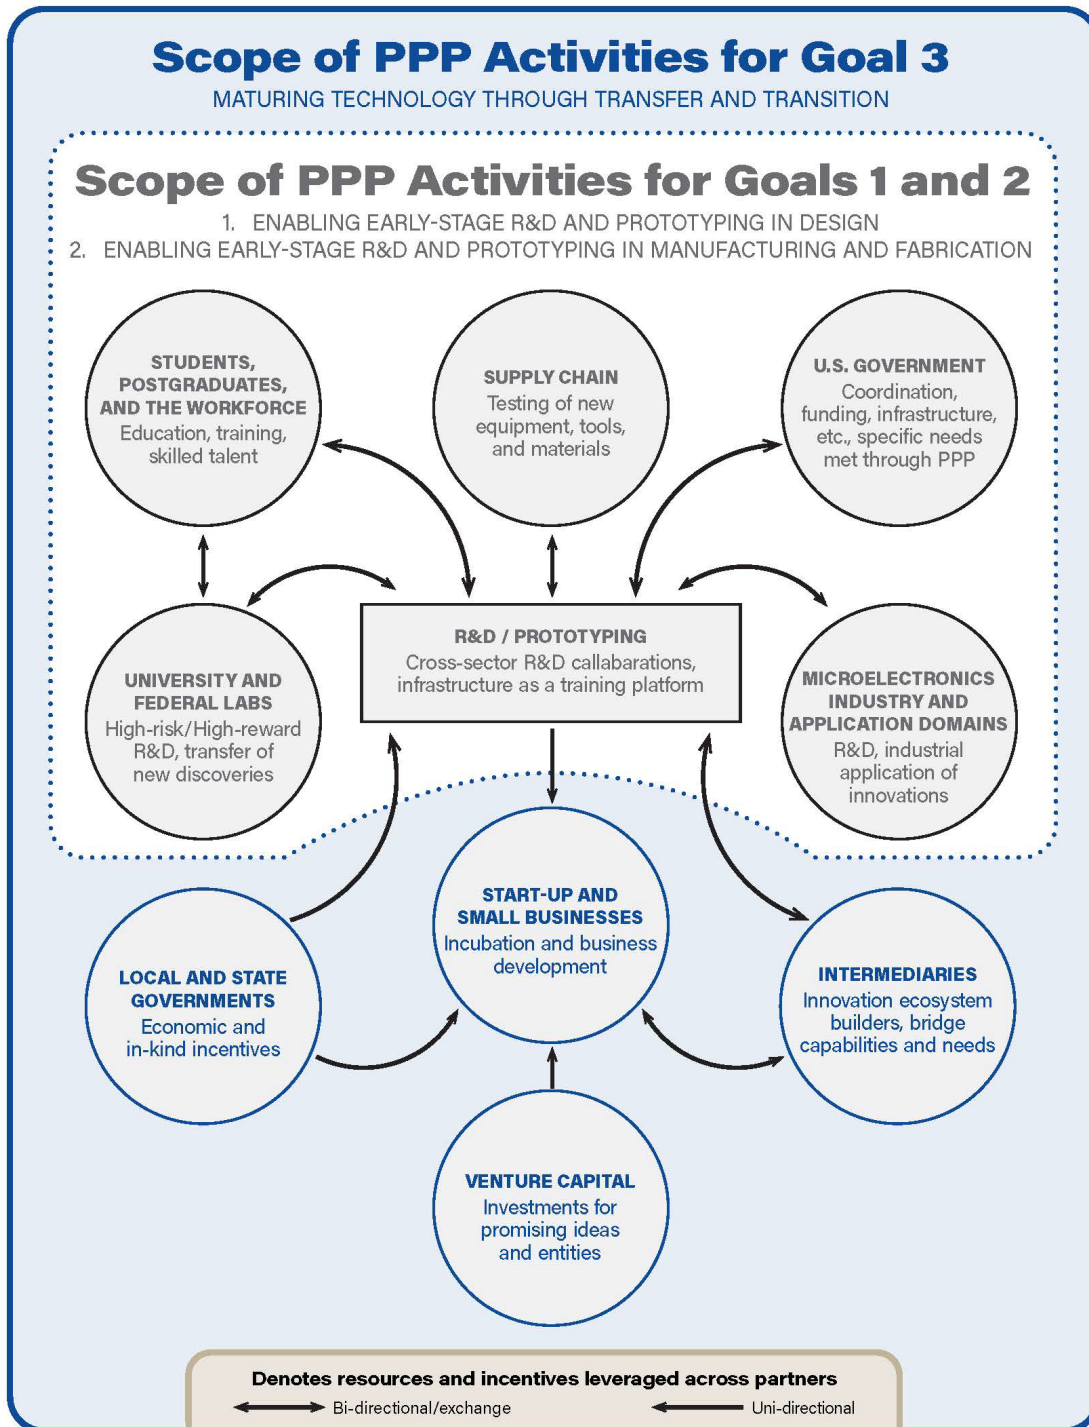 Scope of PPP Activities for Goal 3
MATURING TECHNOLOGY THROUGH TRANSFER AND TRANSITION
Scope of PPP Activities for Goals 1 and 2
1. ENABLING EARLY-STAGE R&D AND PROTOTYPING IN DESIGN
2. ENABLING EARLY-STAGE R&D AND PROTOTYPING IN MANUFACTURING AND FABRICATION
STUDENTS,
POSTGRADUATES,
AND THE WORKFORCE
Education, training,
skilled talent
SUPPLY CHAIN
Testing of new
equipment, tools,
and materials
U.S. GOVERNMENT
Coordination,
funding, infrastructure,
etc., specific needs
met through PPP
UNIVERSITY AND
FEDERAL LABS
High-risk/High-reward
R&D, transfer of
new discoveries
R&D / PROTOTYPING
Cross-sector R&D callabarations,
infrastructure as a training platform
MICROELECTRONICS
INDUSTRY AND
APPLICATION DOMAINS
R&D, industrial
application of
innovations
LOCAL AND STATE
GOVERNMENTS
Economic and
in-kind incentives
START-UP AND
SMALL BUSINESSES
Incubation and business
development
INTERMEDIARIES
Innovation ecosystem
builders, bridge
capabilities and needs
VENTURE CAPITAL
Investments for
promising ideas
and entities
Denotes resources and incentives leveraged across partners
Bi-directional/exchange
Uni-directional